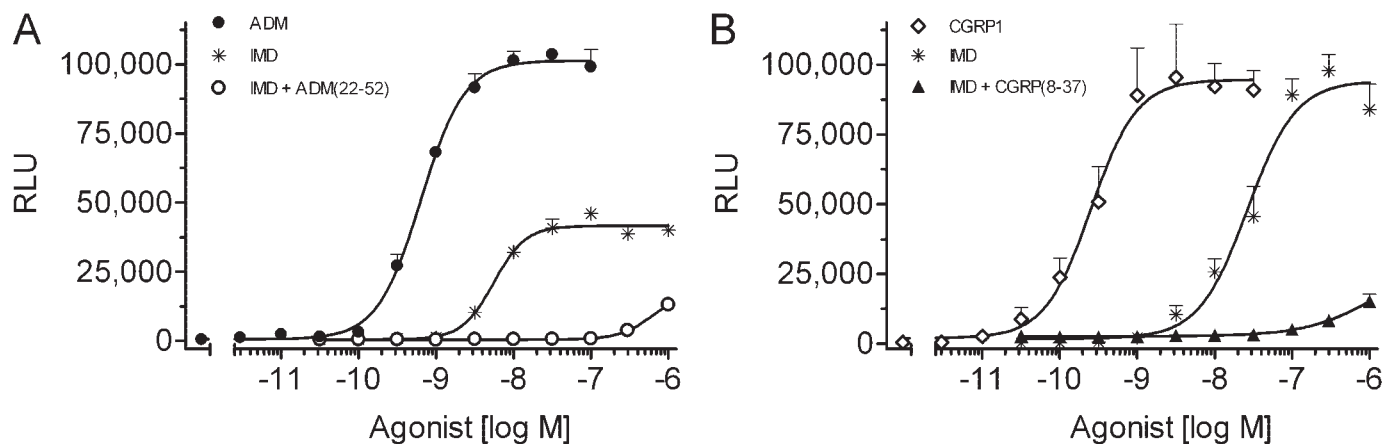 A
ADM
IMD
IMD + ADM(22-52)
RLU
100,000
75,000
50,000
25,000
0
-11
-10
-9
-8
-7
-6
Agonist [log M]
B
CGRP1
IMD
IMD + CGRP(8-37)
RLU
100,000
75,000
50,000
25,000
0
-11
-10
-9
-8
-7
-6
Agonist [log M]